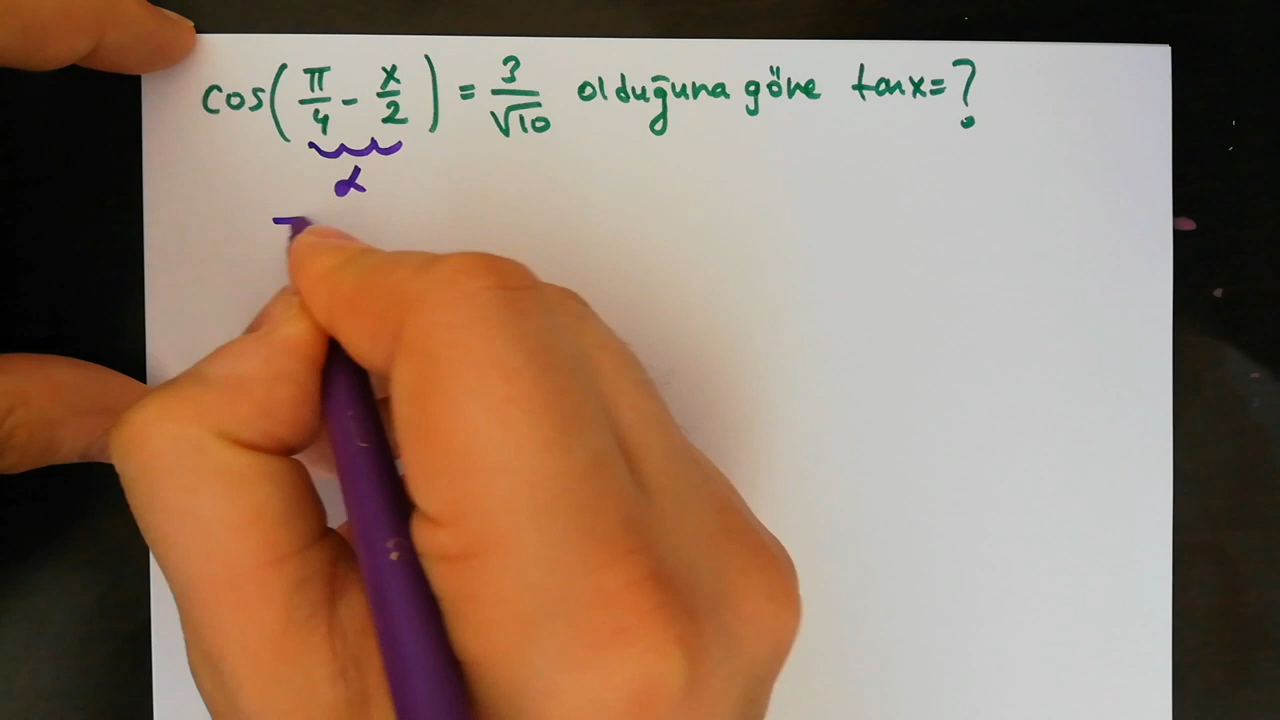 cos(π/4 - x/2) = 3/√10 olduğuna göre tanx=?
α